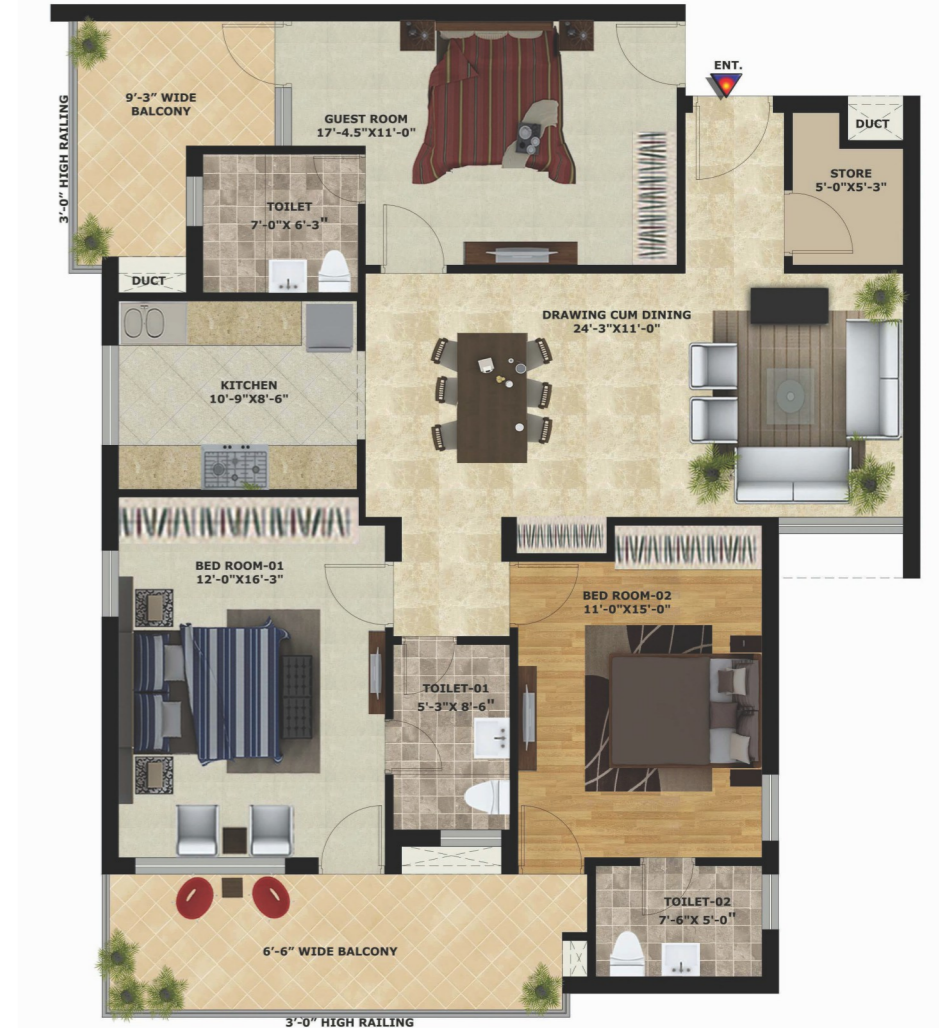 ENT.
9'-3" WIDE
BALCONY
3'-0" HIGH RAILING
GUEST ROOM
17'-4.5"X11'-0"
DUCT
STORE
5'-0"X5'-3"
TOILET
7'-0"X 6'-3"
DUCT
DRAWING CUM DINING
24'-3"X11'-0"
KITCHEN
10'-9"X8'-6"
BED ROOM-01
12'-0"X16'-3"
BED ROOM-02
11'-0"X15'-0"
TOILET-01
5'-3"X 8'-6"
TOILET-02
7'-6"X 5'-0"
6'-6" WIDE BALCONY
3'-0" HIGH RAILING